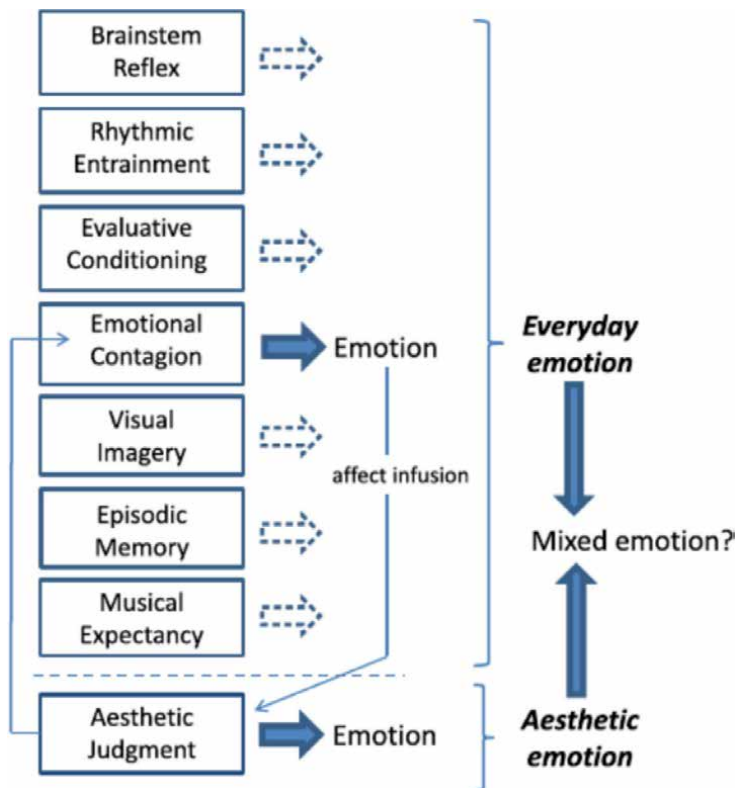 Brainstem
Reflex
Rhythmic
Entrainment
Evaluative
Conditioning
Emotional
Contagion
Emotion
Everyday
emotion
Visual
Imagery
affect infusion
Episodic
Memory
Mixed emotion?
Musical
Expectancy
Aesthetic
Judgment
Emotion
Aesthetic
emotion